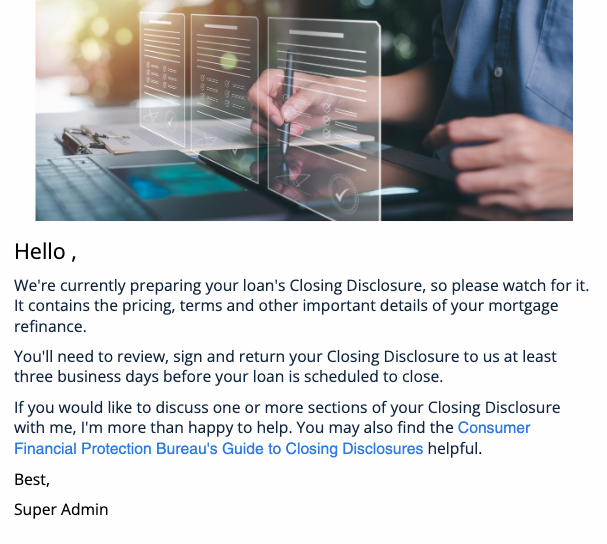 Hello ,
We're currently preparing your loan's Closing Disclosure, so please watch for it.
It contains the pricing, terms and other important details of your mortgage
refinance.
You'll need to review, sign and return your Closing Disclosure to us at least
three business days before your loan is scheduled to close.
If you would like to discuss one or more sections of your Closing Disclosure
with me, I'm more than happy to help. You may also find the Consumer
Financial Protection Bureau's Guide to Closing Disclosures helpful.
Best,
Super Admin